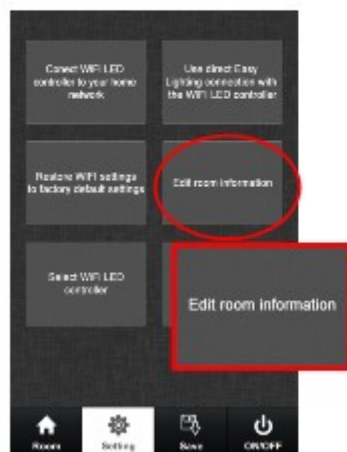 Conect WIFI LED
controller to your home
network
Use direct Easy
Lighting connection with
the WIFI LED controller
Restore WIFI settings
to factory default settings
Edit room information
Select WIFI LED
controller
Edit room information
Room
Setting
Save
ON/OFF